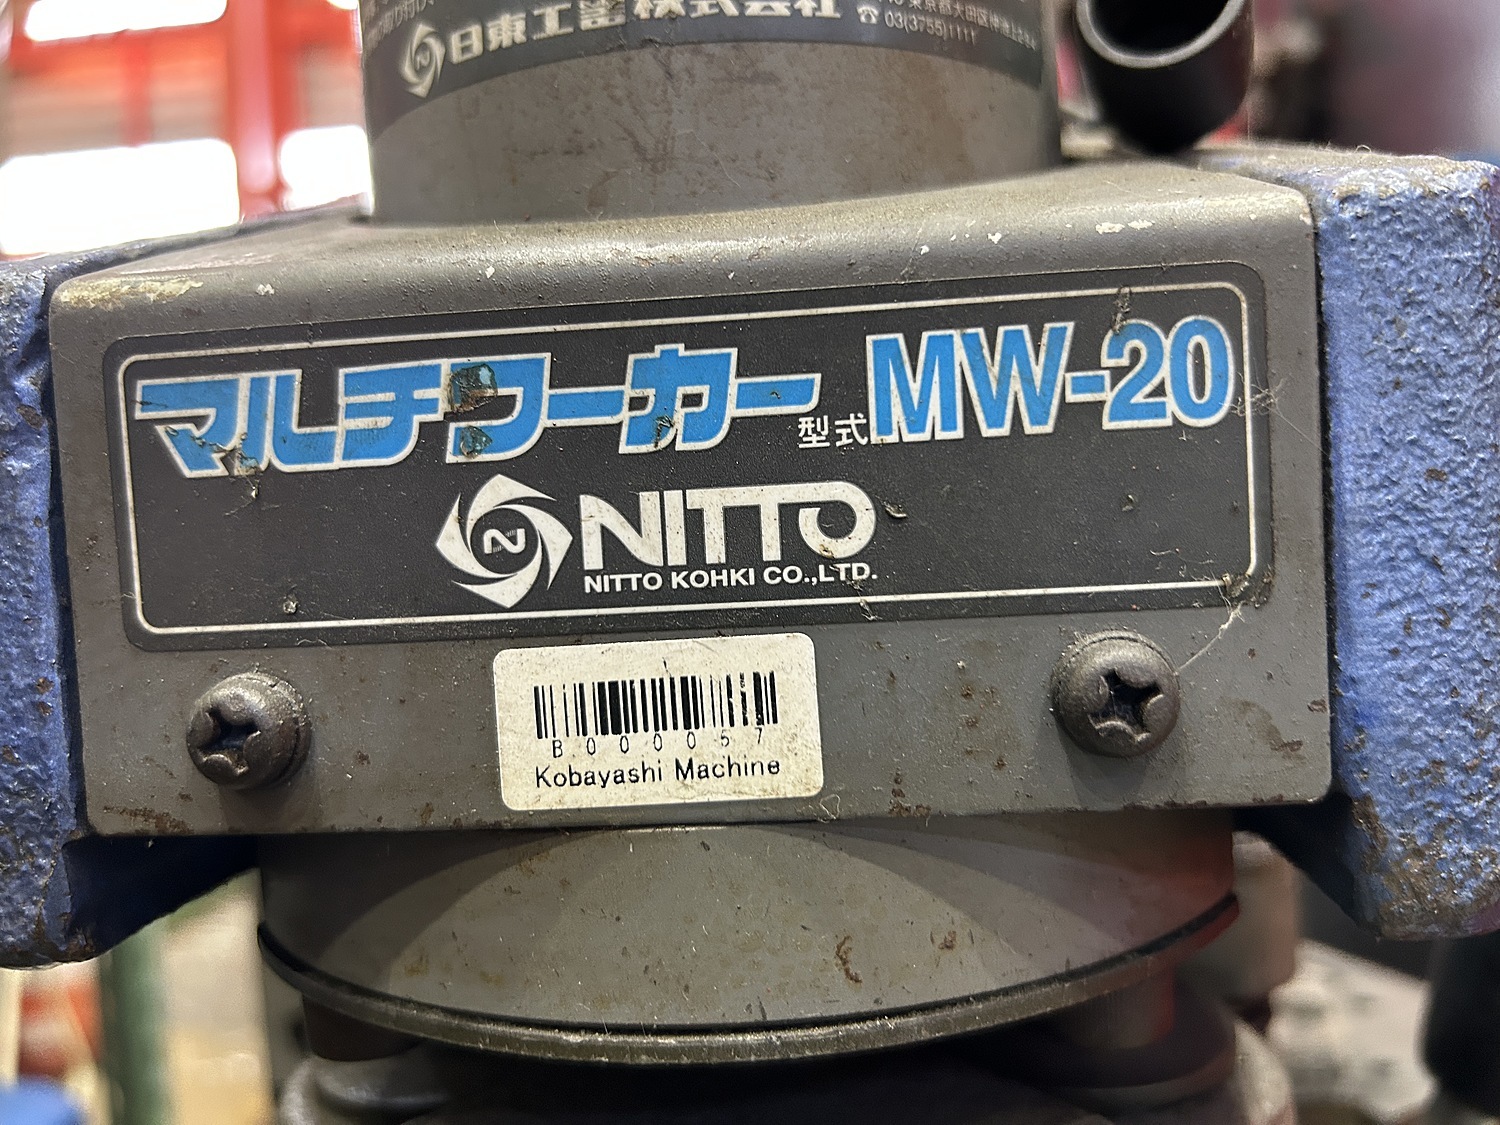 日東工器株式会社
☎ 03(3755)1111
マルチワーカー 型式 MW-20
N NITTO
NITTO KOHKI CO.,LTD.
B000057
Kobayashi Machine